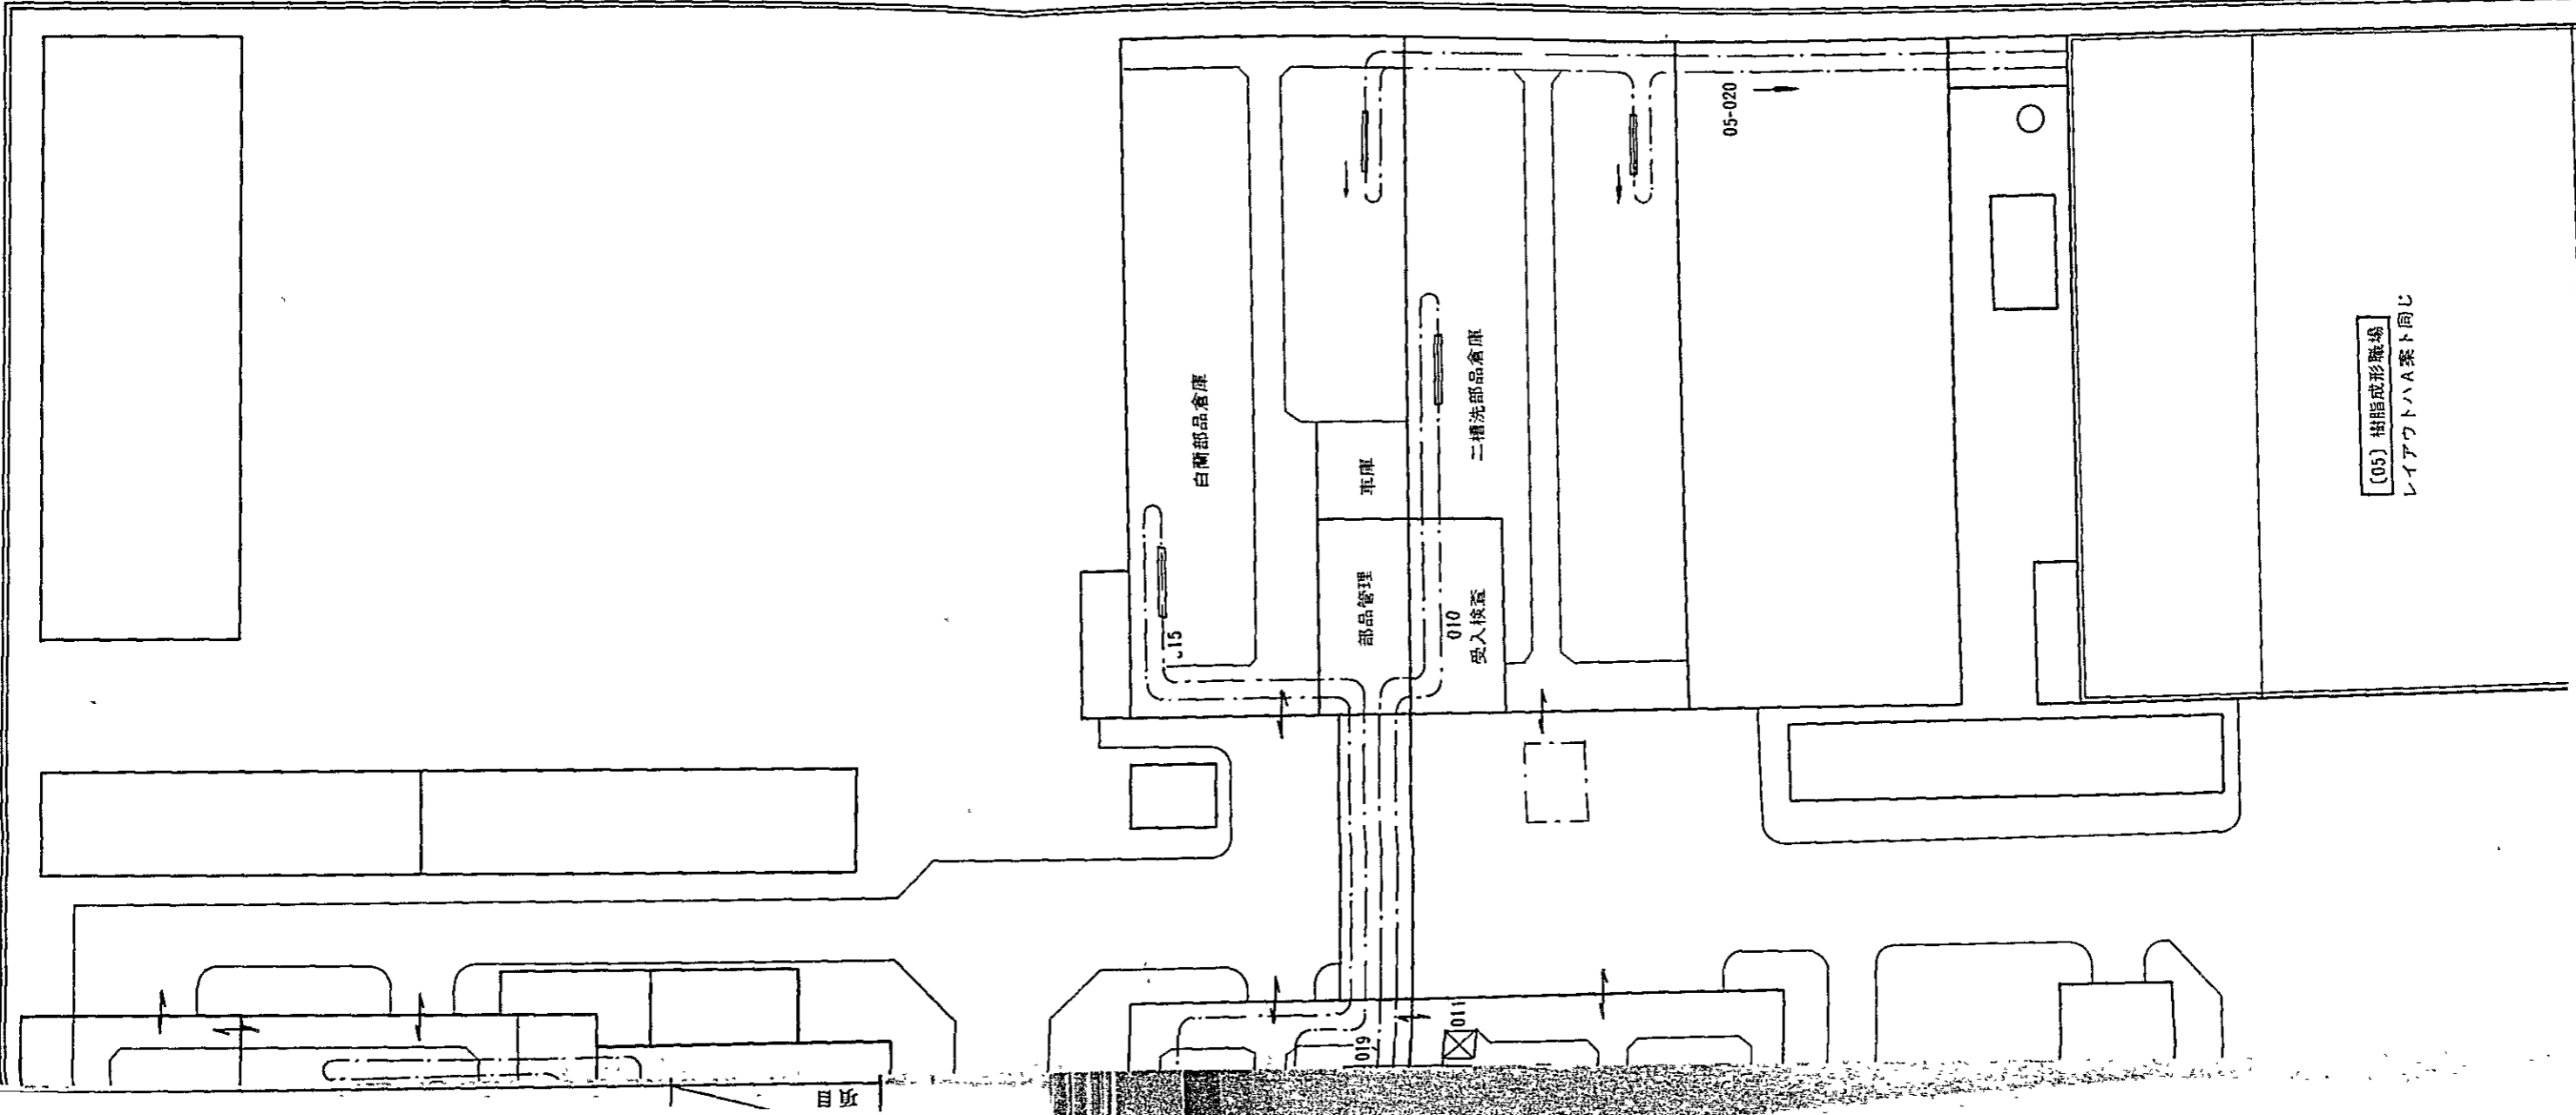 05-020
白蘭部品倉庫
車庫
二槽洗部品倉庫
部品管理
010
受入検査
15
[05] 樹脂成形職場
レイアウトハA案ト同じ
019
011
項目